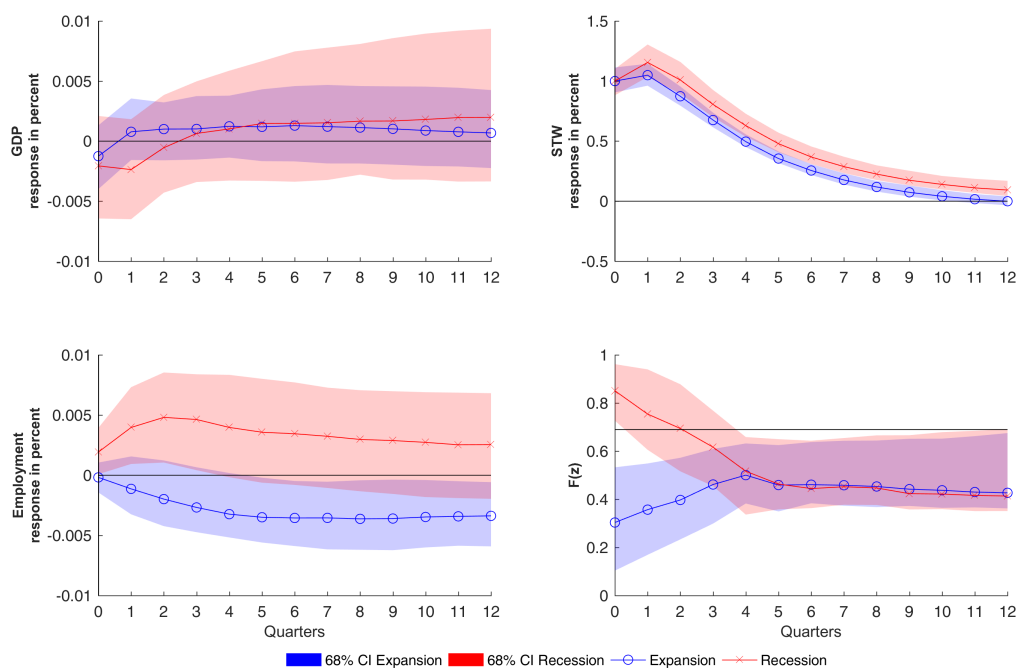 0.01
0.005
0
-0.005
-0.01
GDP
response in percent
0 1 2 3 4 5 6 7 8 9 10 11 12
1.5
1
0.5
0
-0.5
STW
response in percent
0 1 2 3 4 5 6 7 8 9 10 11 12
0.01
0.005
0
-0.005
-0.01
Employment
response in percent
0 1 2 3 4 5 6 7 8 9 10 11 12
Quarters
1
0.8
0.6
0.4
0.2
0
F(z)
0 1 2 3 4 5 6 7 8 9 10 11 12
Quarters
68% CI Expansion 68% CI Recession Expansion Recession